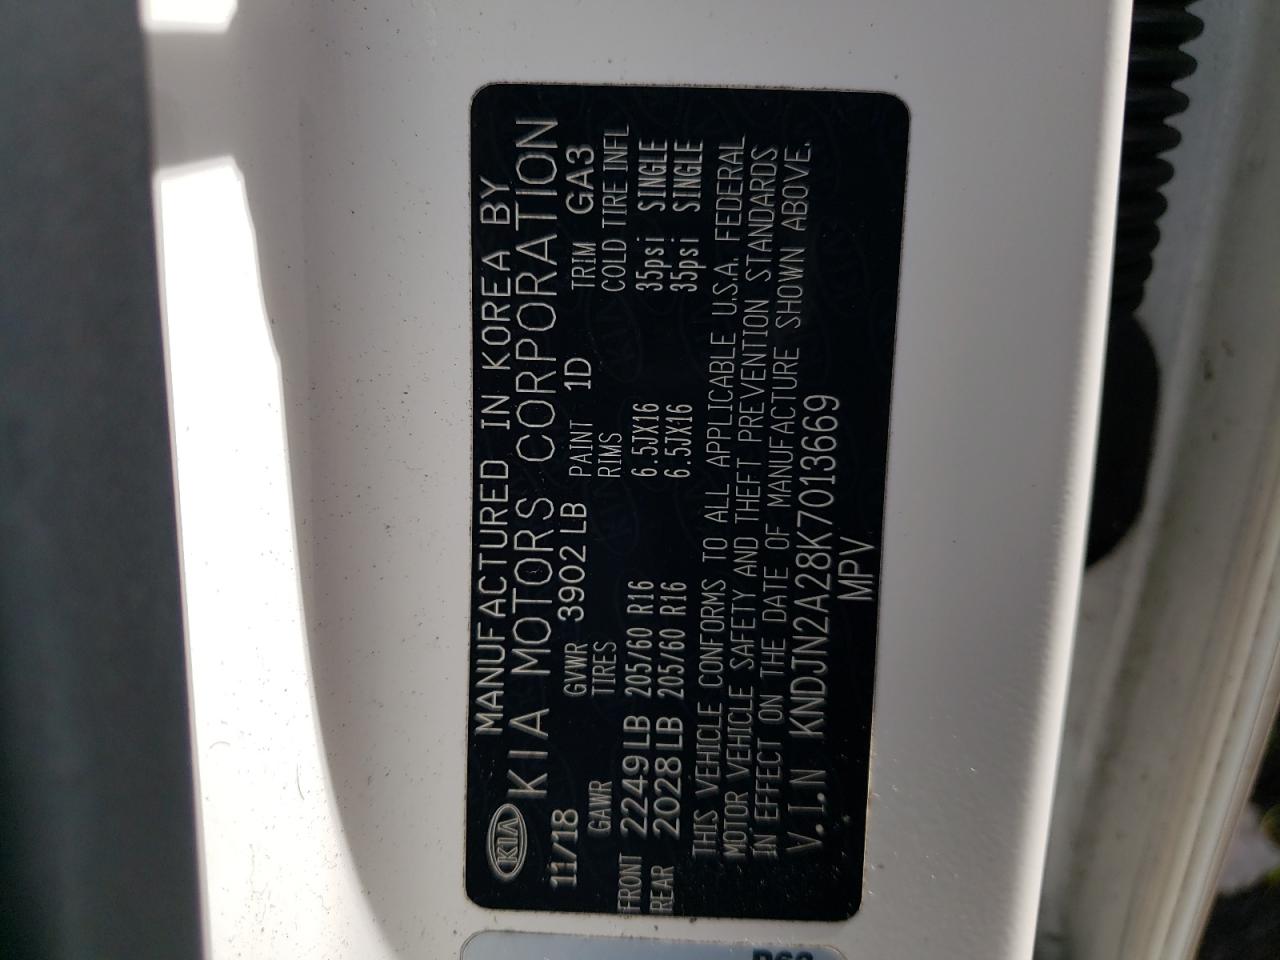 MANUFACTURED IN KOREA BY
KIA KIA MOTORS CORPORATION
11/18 GVWR 3902 LB PAINT 1D TRIM GA3
GAWR TIRES RIMS COLD TIRE INFL
FRONT 2249 LB 205/60 R16 6.5JX16 35psi SINGLE
REAR 2028 LB 205/60 R16 6.5JX16 35psi SINGLE
THIS VEHICLE CONFORMS TO ALL APPLICABLE U.S.A. FEDERAL
MOTOR VEHICLE SAFETY AND THEFT PREVENTION STANDARDS
IN EFFECT ON THE DATE OF MANUFACTURE SHOWN ABOVE.
V.I.N KNDJN2A28K7013669
MPV